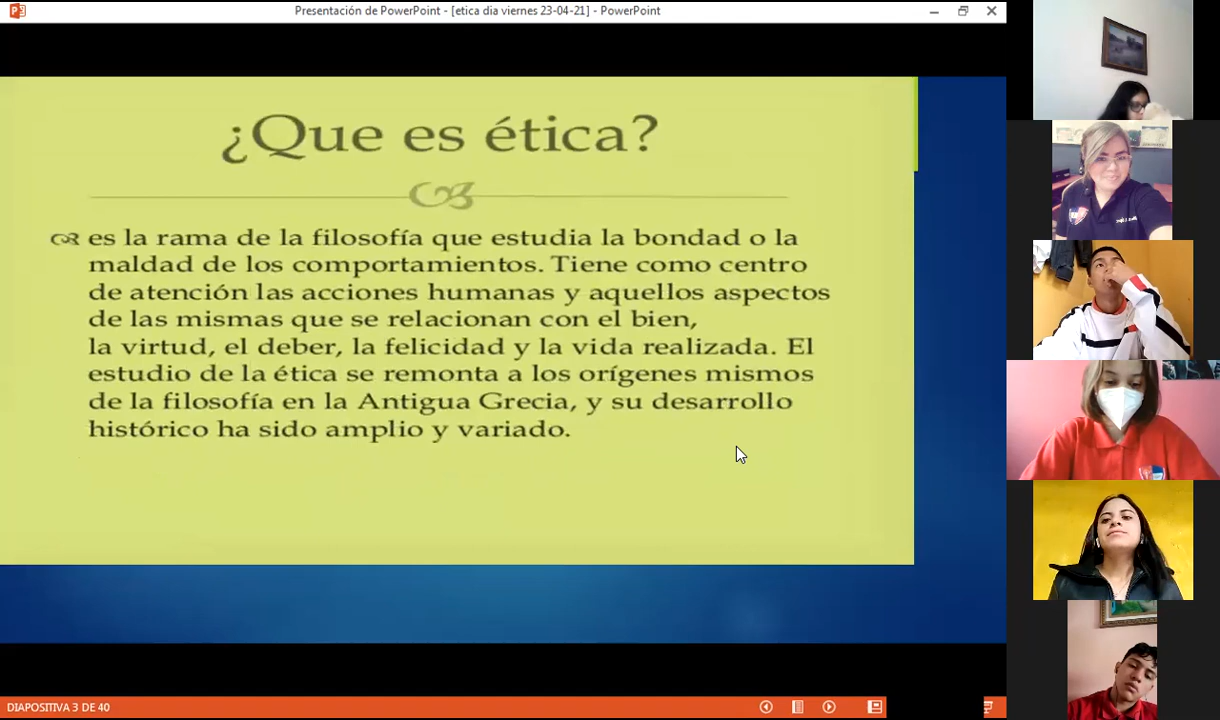 Presentación de PowerPoint - [etica dia viernes 23-04-21] - PowerPoint
¿Que es ética?
es la rama de la filosofía que estudia la bondad o la
maldad de los comportamientos. Tiene como centro
de atención las acciones humanas y aquellos aspectos
de las mismas que se relacionan con el bien,
la virtud, el deber, la felicidad y la vida realizada. El
estudio de la ética se remonta a los orígenes mismos
de la filosofía en la Antigua Grecia, y su desarrollo
histórico ha sido amplio y variado.
DIAPOSITIVA 3 DE 40